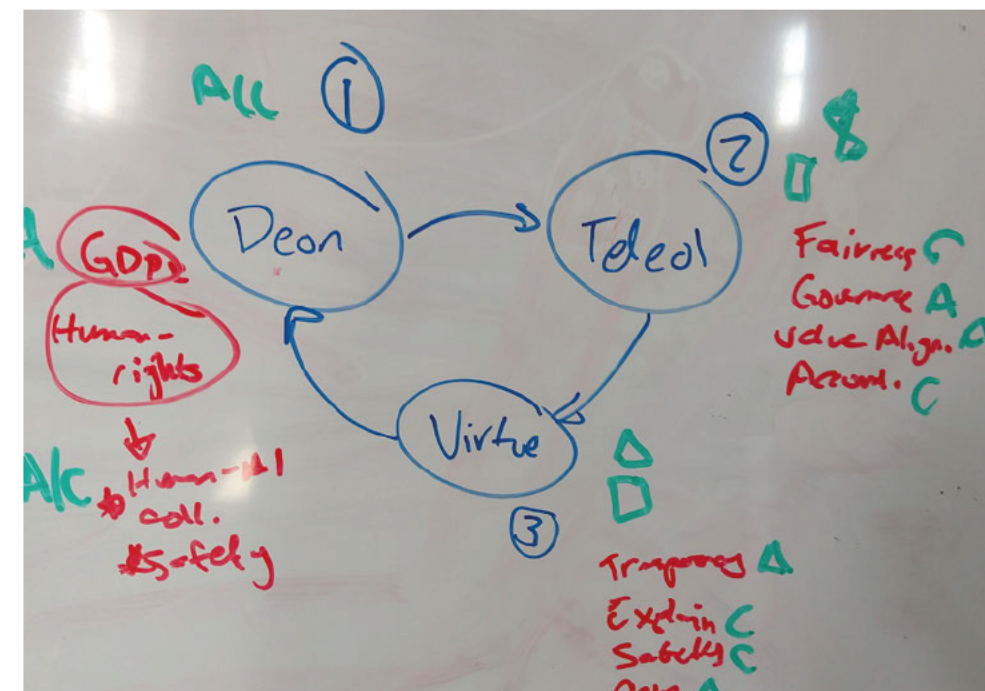 All 1
2
Deon
Teleol
GDPR
Human-
rights
Fairness C
Governance A
Value Align. A
Account. C
Virtue
3
A/C
Human-AI
coll.
Safety
Transparency A
Explain C
Safety C